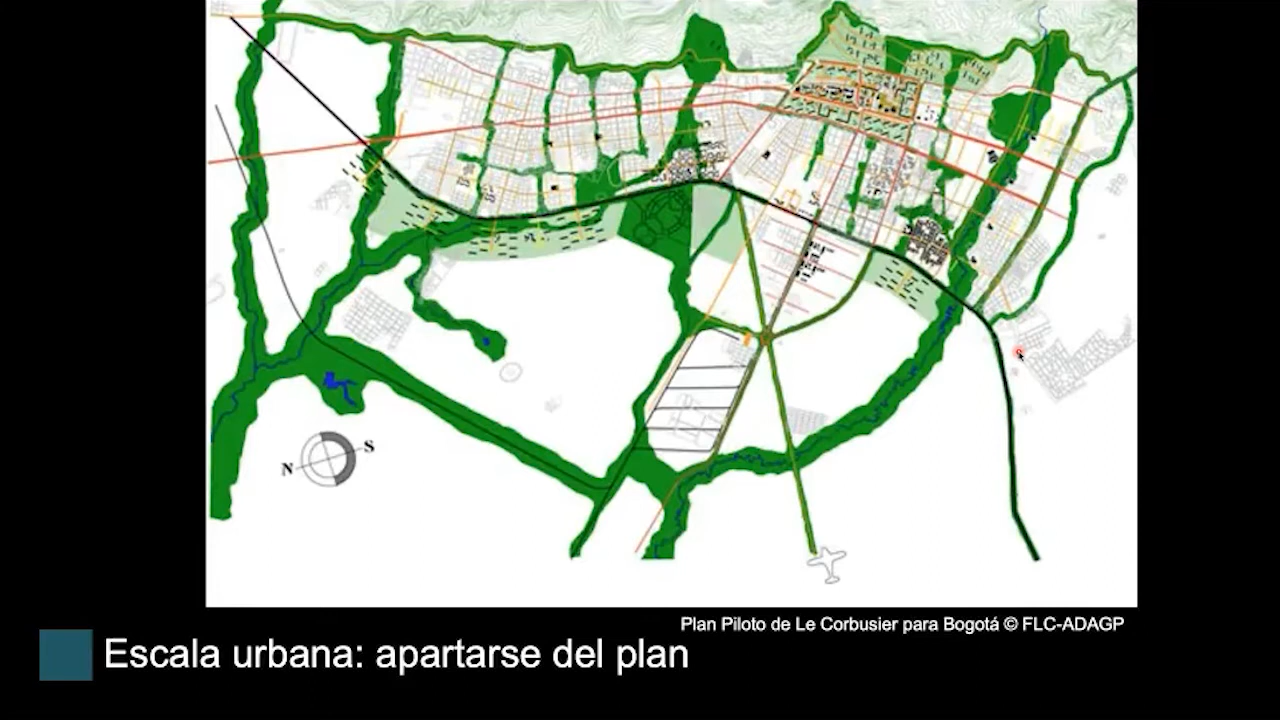 N
S
Plan Piloto de Le Corbusier para Bogotá © FLC-ADAGP
Escala urbana: apartarse del plan